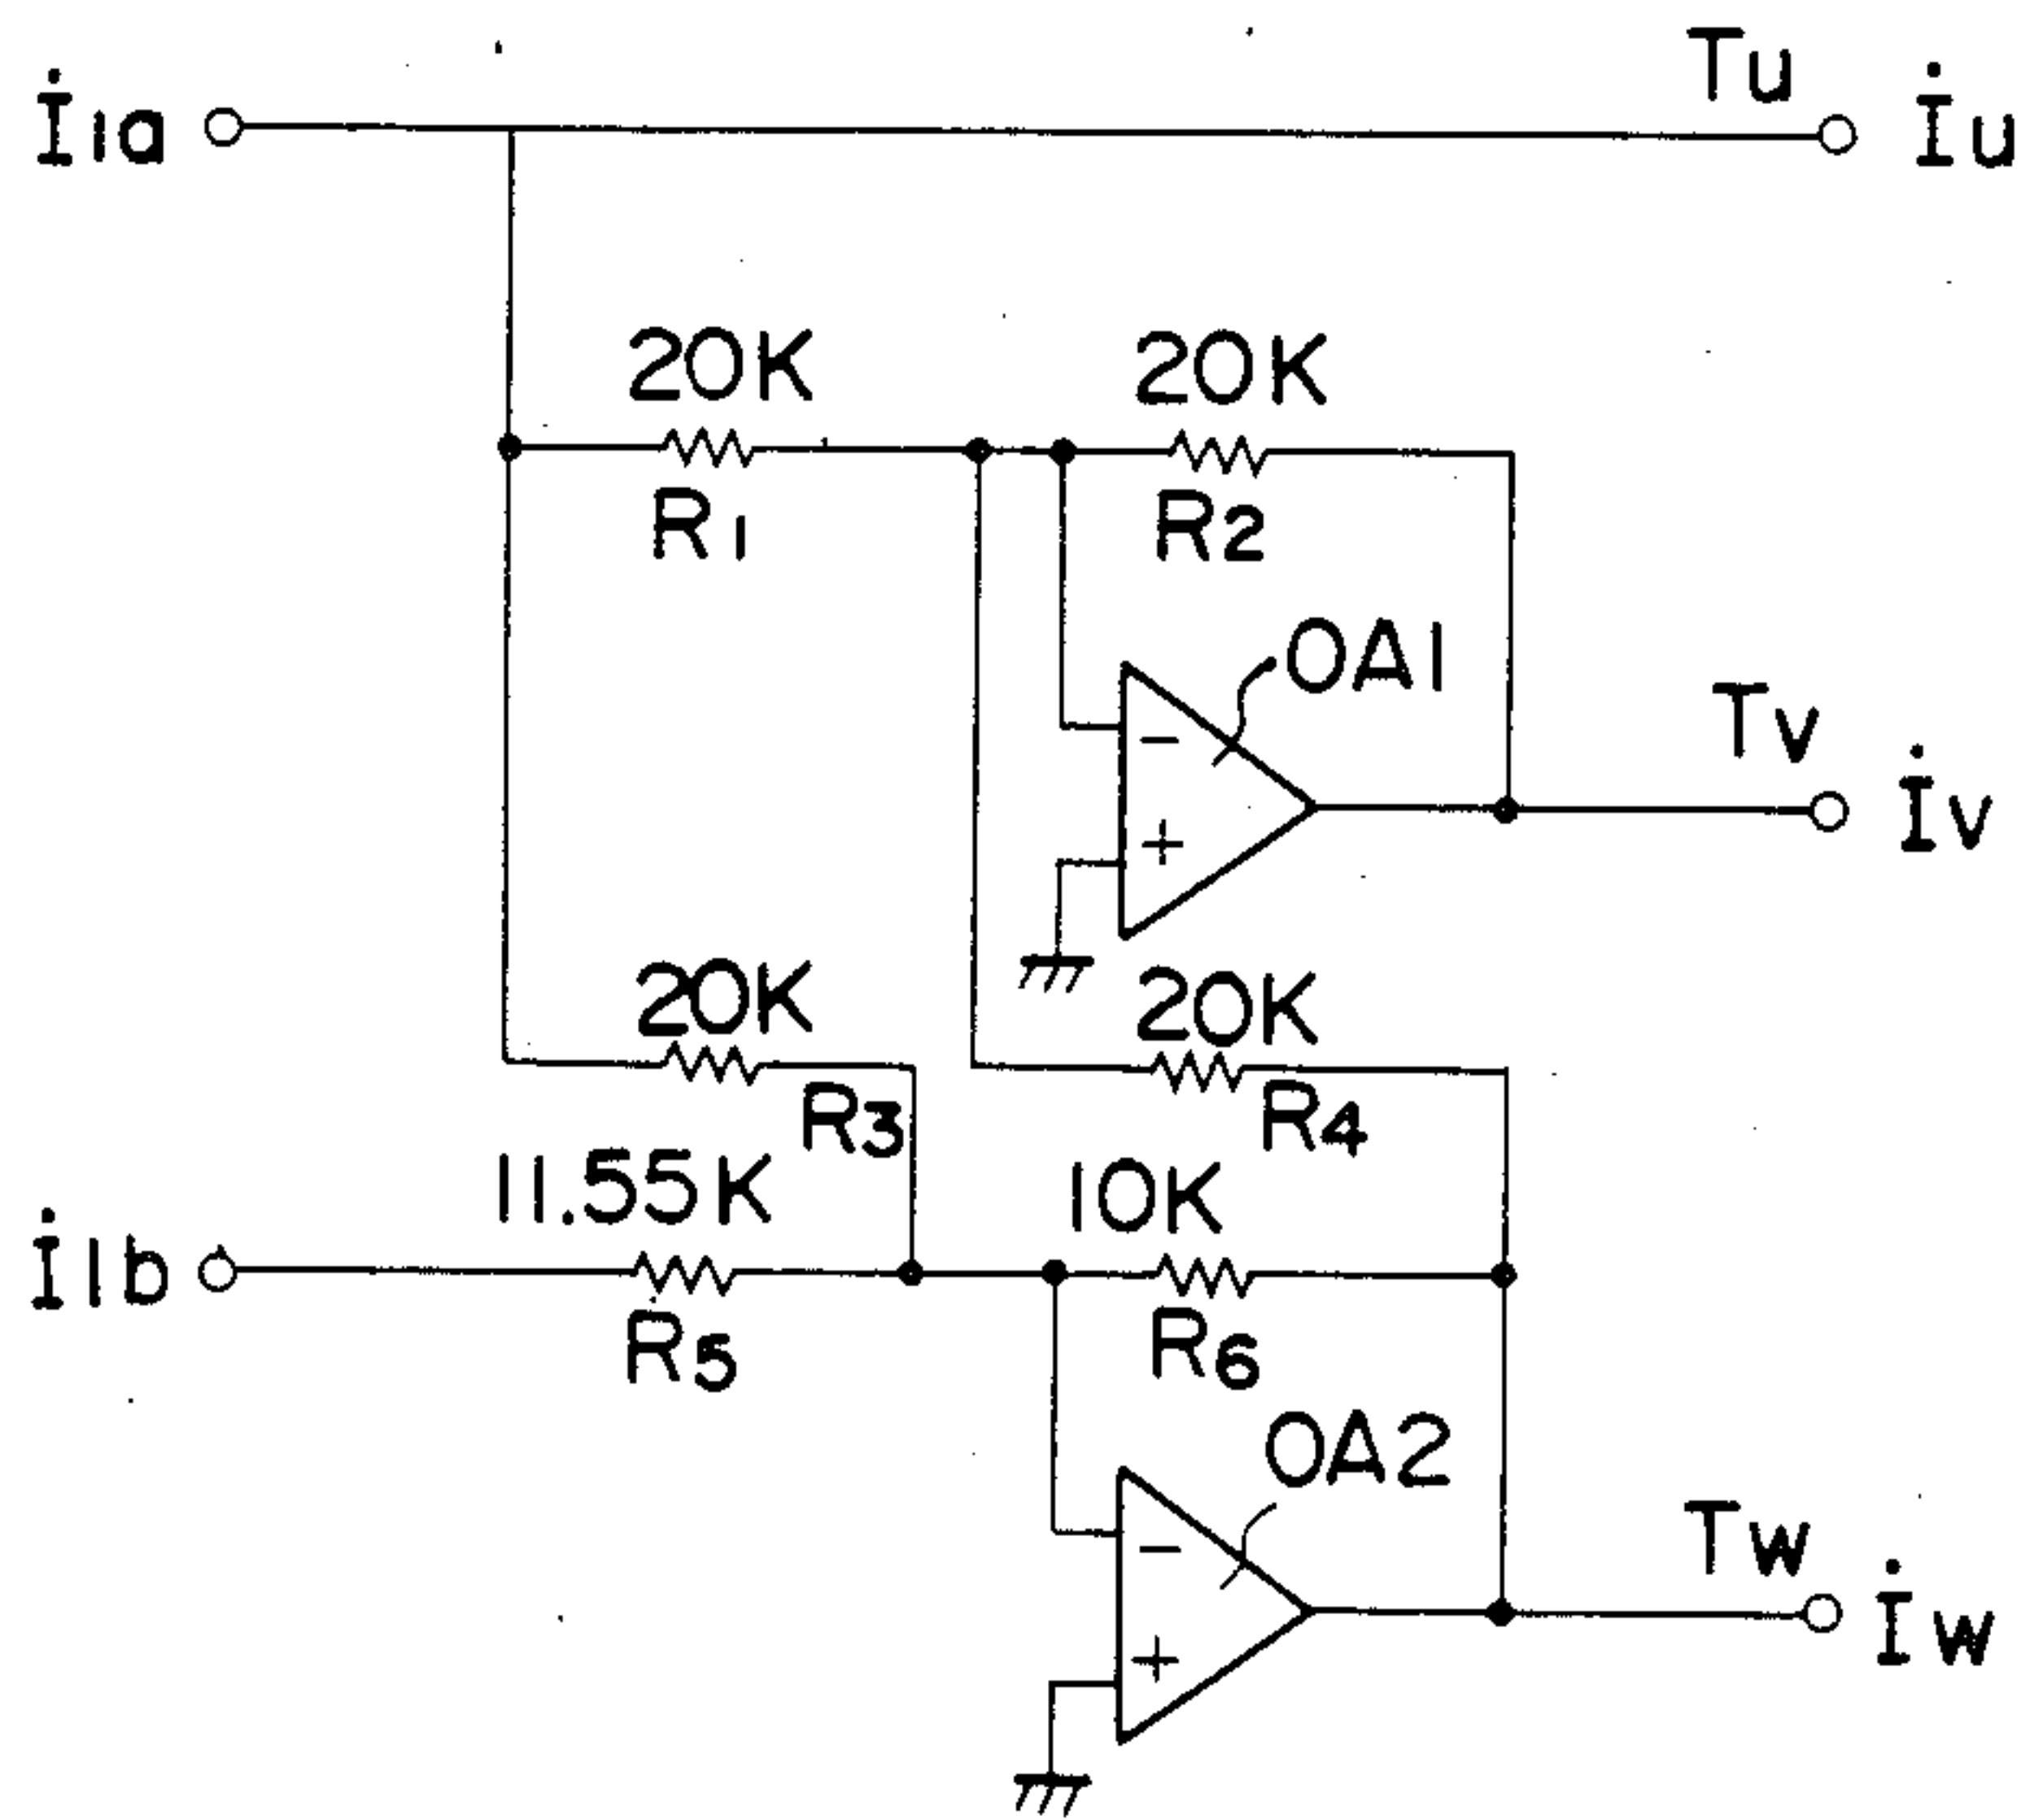 İ1a
Tu
İu
20K
20K
R1
R2
OA1
−
+
Tv
İv
20K
20K
R3
R4
11.55K
10K
İ1b
R5
R6
OA2
−
+
Tw
İw